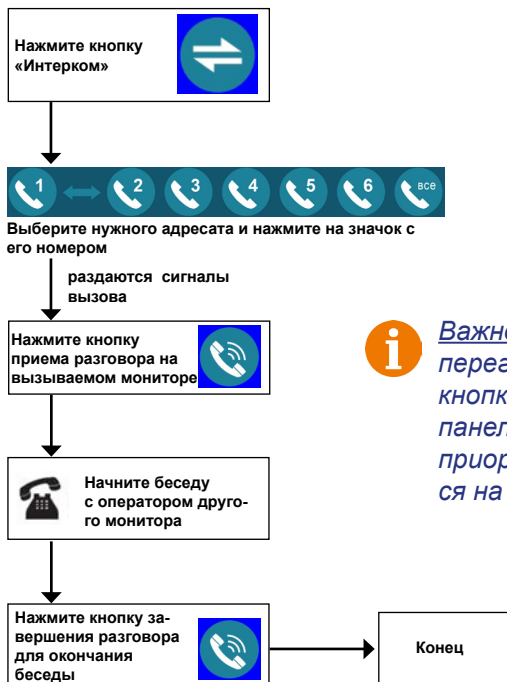 Нажмите кнопку
«Интерком»
1 2 3 4 5 6 все
Выберите нужного адресата и нажмите на значок с
его номером
раздаются сигналы
вызова
Нажмите кнопку
приема разговора на
вызываемом мониторе
Начните беседу
с оператором друго-
го монитора
Нажмите кнопку за-
вершения разговора
для окончания
беседы
Конец
i
кнопк
панел
приор
ся на